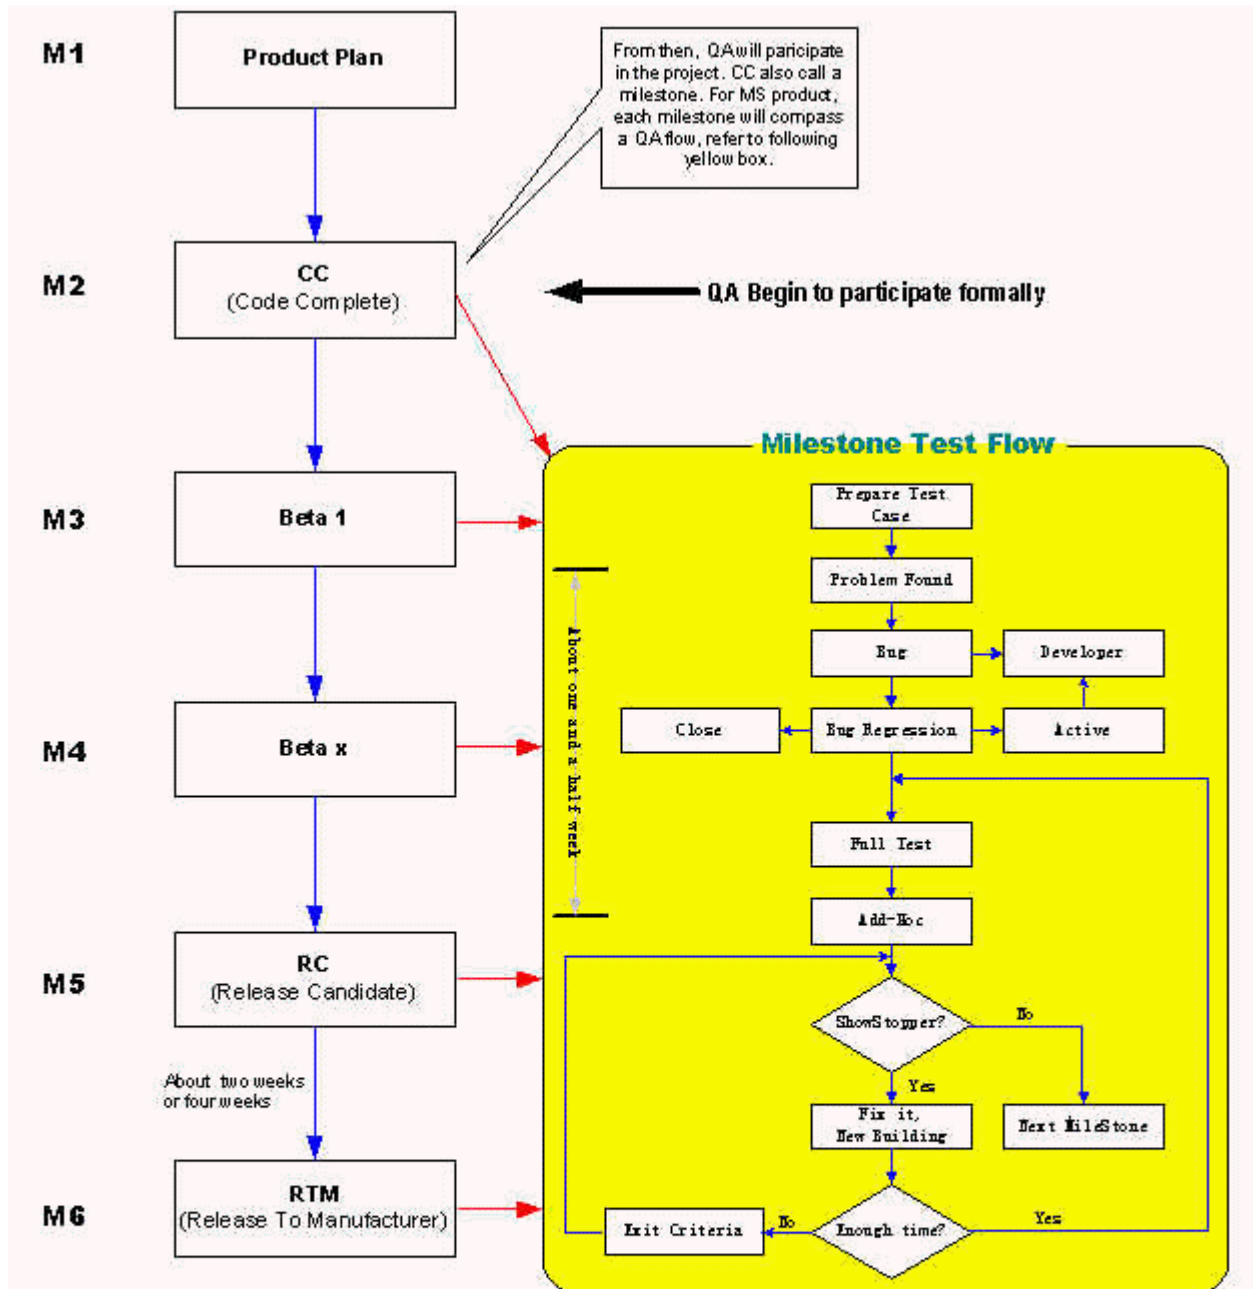 M1
Product Plan
From then, QA will paricipate
in the project. CC also call a
milestone. For MS product,
each milestone will compass
a QA flow, refer to following
yellow box.
M2
CC
(Code Complete)
QA Begin to participate formally
Milestone Test Flow
M3
Beta 1
Prepare Test
Case
Problem Found
Bug
Developer
About one and a half week
M4
Beta x
Close
Bug Regression
Active
Full Test
Add-Hoc
M5
RC
(Release Candidate)
ShowStopper?
No
Yes
About two weeks
or four weeks
Fix it,
New Building
Next MileStone
M6
RTM
(Release To Manufacturer)
Exit Criteria
No
Enough time?
Yes